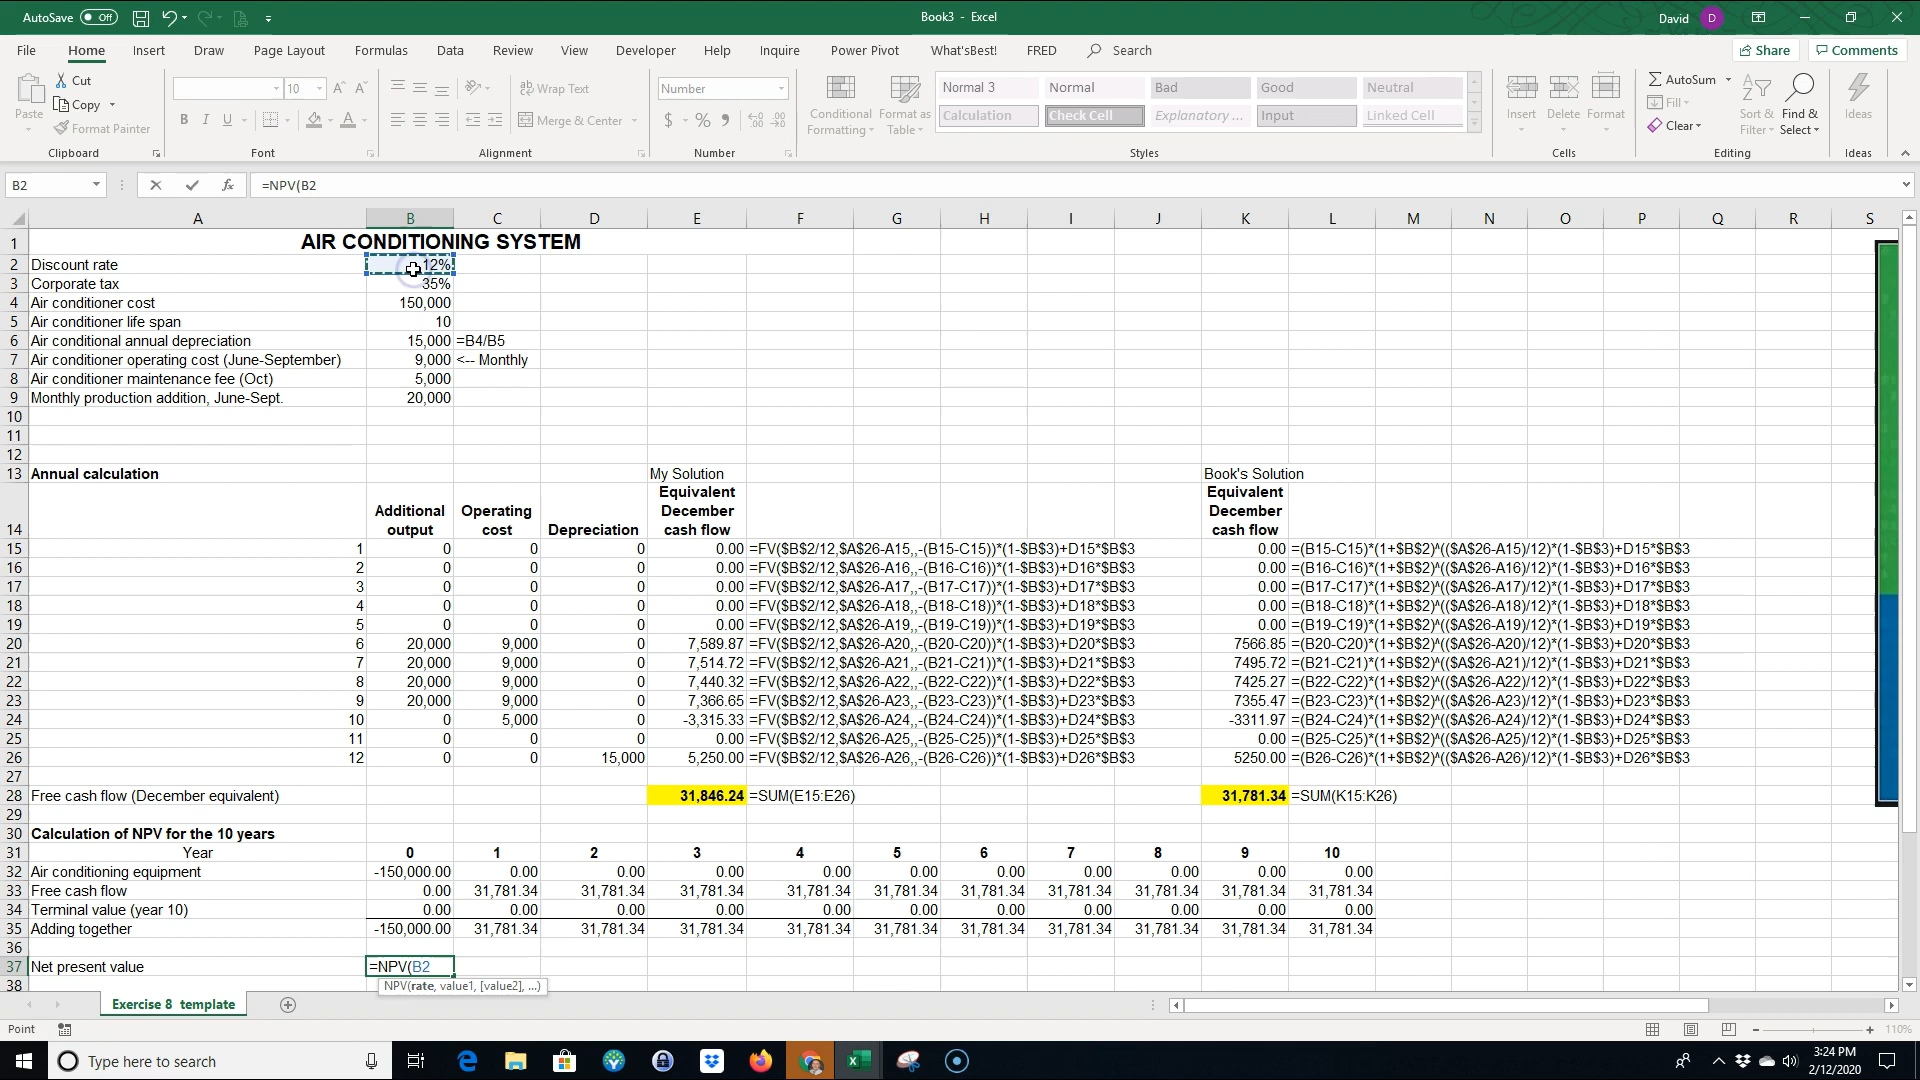 AutoSave Off Book3 - Excel David D
File Home Insert Draw Page Layout Formulas Data Review View Developer Help Inquire Power Pivot What'sBest! FRED Search Share Comments
Paste Cut Copy Format Painter Clipboard
10 A^ A^ B I U A Font
Wrap Text Merge & Center Alignment
Number $ % Number
Conditional Formatting Format as Table Normal 3 Normal Bad Good Neutral Calculation Check Cell Explanatory ... Input Linked Cell Styles
Insert Delete Format Cells
AutoSum Fill Clear Sort & Filter Find & Select Editing
Ideas Ideas
B2 fx =NPV(B2
A B C D E F G H I J K L M N O P Q R S
1 AIR CONDITIONING SYSTEM
2 Discount rate 12%
3 Corporate tax 35%
4 Air conditioner cost 150,000
5 Air conditioner life span 10
6 Air conditional annual depreciation 15,000 =B4/B5
7 Air conditioner operating cost (June-September) 9,000 <-- Monthly
8 Air conditioner maintenance fee (Oct) 5,000
9 Monthly production addition, June-Sept. 20,000
10
11
12
13 Annual calculation My Solution Book's Solution
14 Additional output Operating cost Depreciation Equivalent December cash flow Equivalent December cash flow
15 1 0 0 0 0.00 =FV($B$2/12,$A$26-A15,,-(B15-C15))*(1-$B$3)+D15*$B$3 0.00 =(B15-C15)*(1+$B$2)^(($A$26-A15)/12)*(1-$B$3)+D15*$B$3
16 2 0 0 0 0.00 =FV($B$2/12,$A$26-A16,,-(B16-C16))*(1-$B$3)+D16*$B$3 0.00 =(B16-C16)*(1+$B$2)^(($A$26-A16)/12)*(1-$B$3)+D16*$B$3
17 3 0 0 0 0.00 =FV($B$2/12,$A$26-A17,,-(B17-C17))*(1-$B$3)+D17*$B$3 0.00 =(B17-C17)*(1+$B$2)^(($A$26-A17)/12)*(1-$B$3)+D17*$B$3
18 4 0 0 0 0.00 =FV($B$2/12,$A$26-A18,,-(B18-C18))*(1-$B$3)+D18*$B$3 0.00 =(B18-C18)*(1+$B$2)^(($A$26-A18)/12)*(1-$B$3)+D18*$B$3
19 5 0 0 0 0.00 =FV($B$2/12,$A$26-A19,,-(B19-C19))*(1-$B$3)+D19*$B$3 0.00 =(B19-C19)*(1+$B$2)^(($A$26-A19)/12)*(1-$B$3)+D19*$B$3
20 6 20,000 9,000 0 7,589.87 =FV($B$2/12,$A$26-A20,,-(B20-C20))*(1-$B$3)+D20*$B$3 7566.85 =(B20-C20)*(1+$B$2)^(($A$26-A20)/12)*(1-$B$3)+D20*$B$3
21 7 20,000 9,000 0 7,514.72 =FV($B$2/12,$A$26-A21,,-(B21-C21))*(1-$B$3)+D21*$B$3 7495.72 =(B21-C21)*(1+$B$2)^(($A$26-A21)/12)*(1-$B$3)+D21*$B$3
22 8 20,000 9,000 0 7,440.32 =FV($B$2/12,$A$26-A22,,-(B22-C22))*(1-$B$3)+D22*$B$3 7425.27 =(B22-C22)*(1+$B$2)^(($A$26-A22)/12)*(1-$B$3)+D22*$B$3
23 9 20,000 9,000 0 7,366.65 =FV($B$2/12,$A$26-A23,,-(B23-C23))*(1-$B$3)+D23*$B$3 7355.47 =(B23-C23)*(1+$B$2)^(($A$26-A23)/12)*(1-$B$3)+D23*$B$3
24 10 0 5,000 0 -3,315.33 =FV($B$2/12,$A$26-A24,,-(B24-C24))*(1-$B$3)+D24*$B$3 -3311.97 =(B24-C24)*(1+$B$2)^(($A$26-A24)/12)*(1-$B$3)+D24*$B$3
25 11 0 0 0 0.00 =FV($B$2/12,$A$26-A25,,-(B25-C25))*(1-$B$3)+D25*$B$3 0.00 =(B25-C25)*(1+$B$2)^(($A$26-A25)/12)*(1-$B$3)+D25*$B$3
26 12 0 0 15,000 5,250.00 =FV($B$2/12,$A$26-A26,,-(B26-C26))*(1-$B$3)+D26*$B$3 5250.00 =(B26-C26)*(1+$B$2)^(($A$26-A26)/12)*(1-$B$3)+D26*$B$3
27
28 Free cash flow (December equivalent) 31,846.24 =SUM(E15:E26) 31,781.34 =SUM(K15:K26)
29
30 Calculation of NPV for the 10 years
31 Year 0 1 2 3 4 5 6 7 8 9 10
32 Air conditioning equipment -150,000.00 0.00 0.00 0.00 0.00 0.00 0.00 0.00 0.00 0.00 0.00
33 Free cash flow 0.00 31,781.34 31,781.34 31,781.34 31,781.34 31,781.34 31,781.34 31,781.34 31,781.34 31,781.34 31,781.34
34 Terminal value (year 10) 0.00 0.00 0.00 0.00 0.00 0.00 0.00 0.00 0.00 0.00 0.00
35 Adding together -150,000.00 31,781.34 31,781.34 31,781.34 31,781.34 31,781.34 31,781.34 31,781.34 31,781.34 31,781.34 31,781.34
36
37 Net present value =NPV(B2
38 NPV(rate, value1, [value2], ...)
Exercise 8_template
Point 110%
Type here to search 3:24 PM
2/12/2020